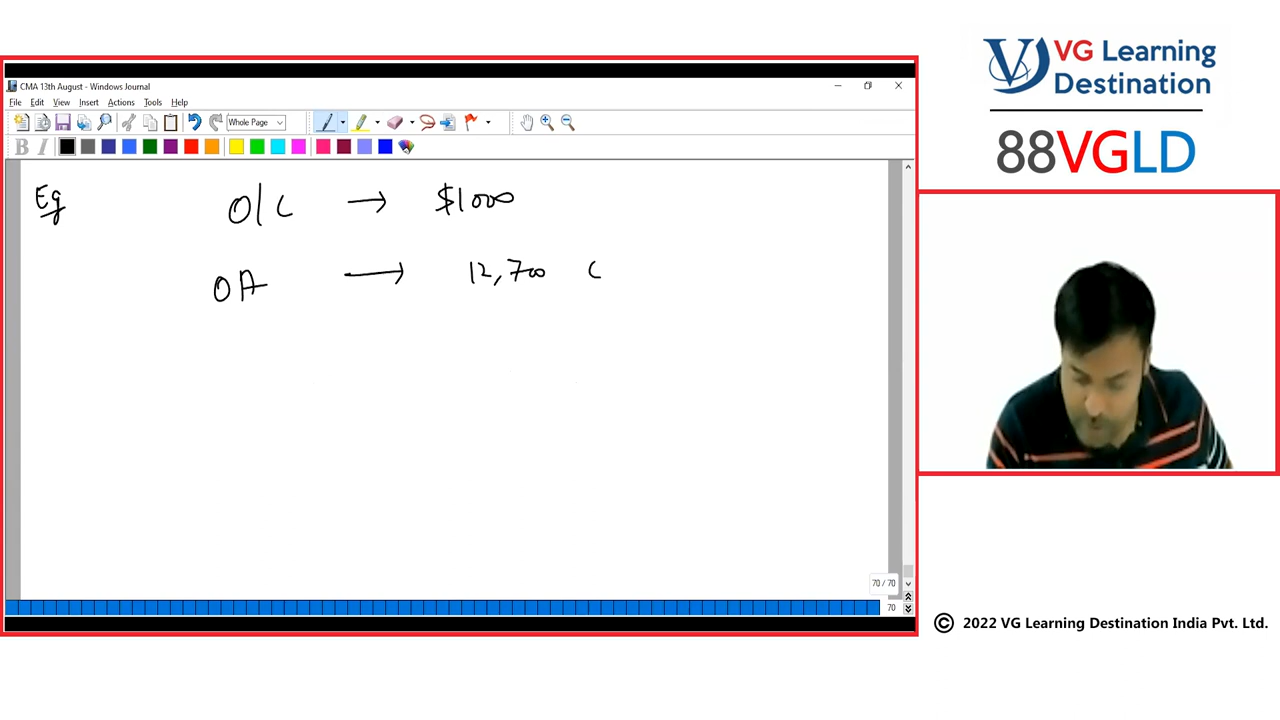 VG Learning
Destination
88VGLD
CMA 13th August - Windows Journal
File Edit View Insert Actions Tools Help
Whole Page
B I
Eg O/C → $1000
OA → 12,700 (
70 / 70
70
© 2022 VG Learning Destination India Pvt. Ltd.